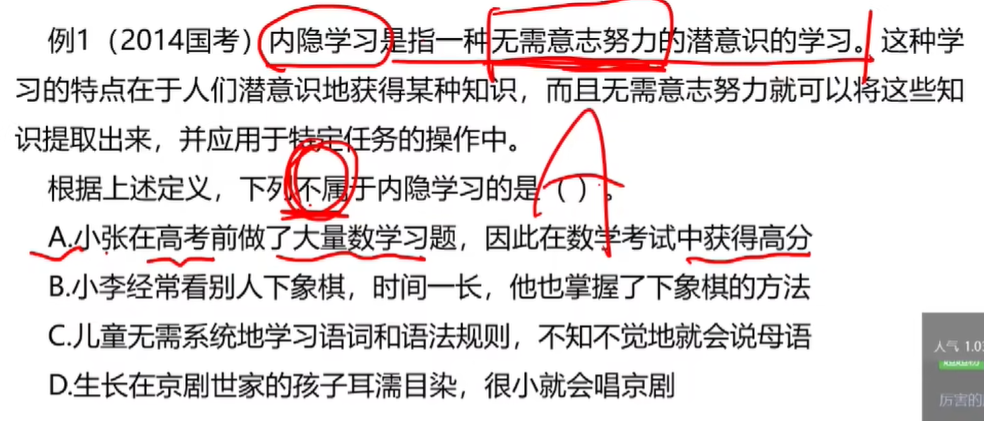 例1（2014国考）内隐学习是指一种无需意志努力的潜意识的学习。这种学
习的特点在于人们潜意识地获得某种知识，而且无需意志努力就可以将这些知
识提取出来，并应用于特定任务的操作中。
根据上述定义，下列不属于内隐学习的是（ ）。
A
A.小张在高考前做了大量数学习题，因此在数学考试中获得高分
B.小李经常看别人下象棋，时间一长，他也掌握了下象棋的方法
C.儿童无需系统地学习语词和语法规则，不知不觉地就会说母语
人气 1.0
D.生长在京剧世家的孩子耳濡目染，很小就会唱京剧
厉害的